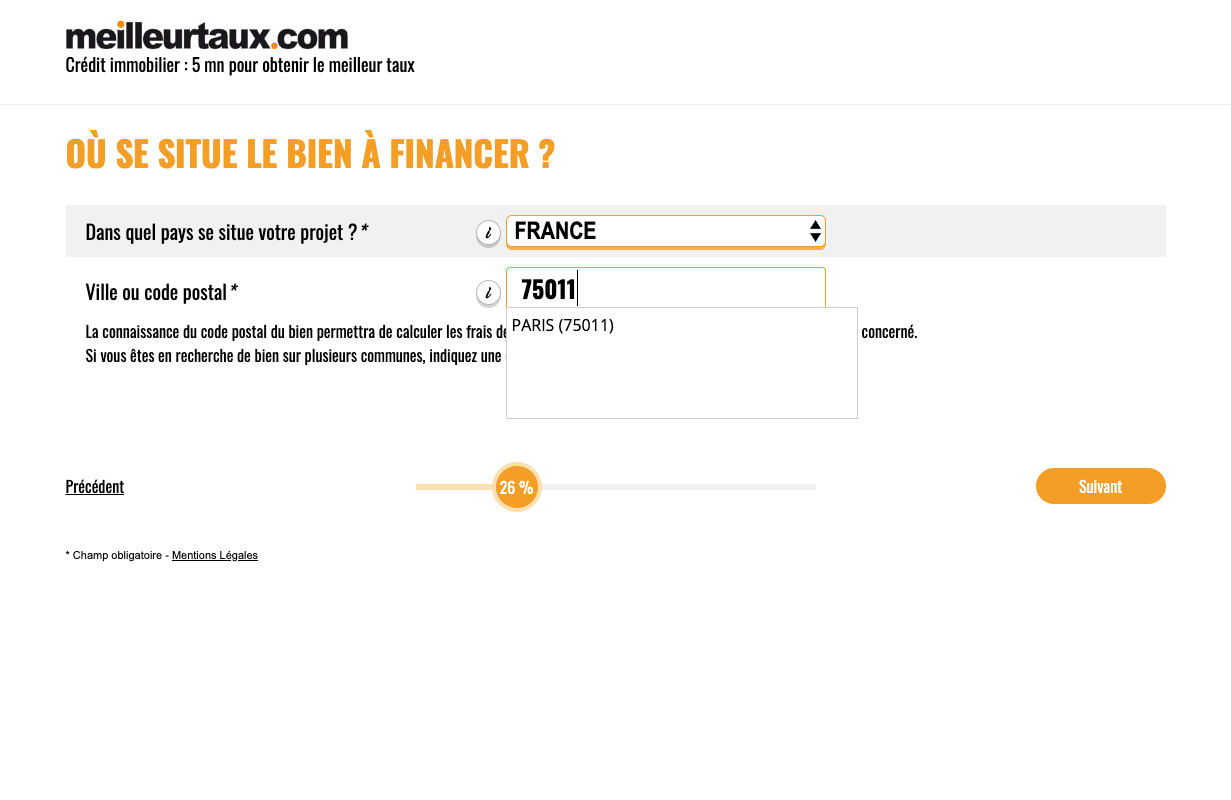 meilleurtaux.com
Crédit immobilier : 5 mn pour obtenir le meilleur taux
OÙ SE SITUE LE BIEN À FINANCER ?
Dans quel pays se situe votre projet ? *
i
FRANCE
Ville ou code postal *
i
75011
PARIS (75011)
La connaissance du code postal du bien permettra de calculer les frais de concerné.
Si vous êtes en recherche de bien sur plusieurs communes, indiquez une
Précédent
26 %
Suivant
* Champ obligatoire - Mentions Légales